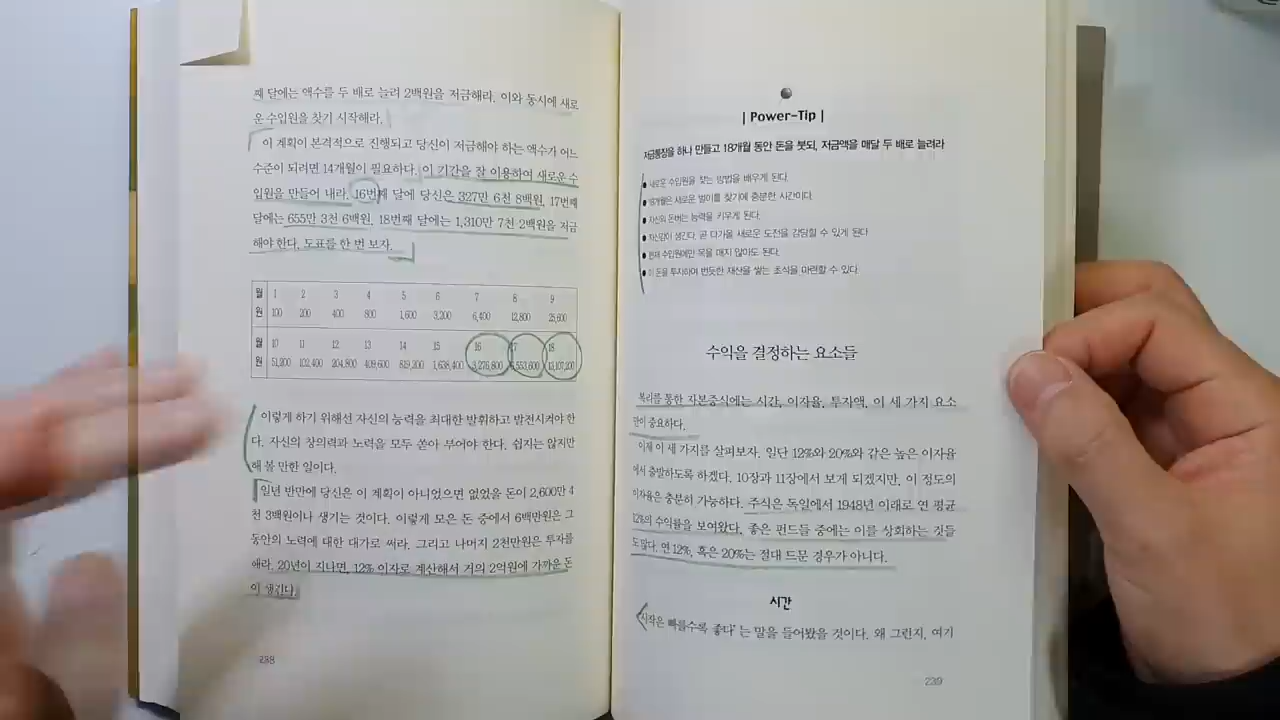 째 달에는 액수를 두 배로 늘려 2백원을 저금해라. 이와 동시에 새로
운 수입원을 찾기 시작해라.
이 계획이 본격적으로 진행되고 당신이 저금해야 하는 액수가 어느
수준이 되려면 14개월이 필요하다. 이 기간을 잘 이용하여 새로운 수
입원을 만들어 내라. 16번째 달에 당신은 327만 6천 8백원, 17번째
달에는 655만 3천 6백원, 18번째 달에는 1,310만 7천 2백원을 저금
해야 한다. 도표를 한 번 보자.
월 1 2 3 4 5 6 7 8 9
원 100 200 400 800 1,600 3,200 6,400 12,800 25,600
월 10 11 12 13 14 15 16 17 18
원 51,200 102,400 204,800 409,600 819,200 1,638,400 3,276,800 6,553,600 13,107,200
이렇게 하기 위해선 자신의 능력을 최대한 발휘하고 발전시켜야 한
다. 자신의 창의력과 노력을 모두 쏟아 부어야 한다. 쉽지는 않지만
해 볼 만한 일이다.
일년 반만에 당신은 이 계획이 아니었으면 없었을 돈이 2,600만 4
천 3백원이나 생기는 것이다. 이렇게 모은 돈 중에서 6백만원은 그
동안의 노력에 대한 대가로 써라. 그리고 나머지 2천만원은 투자를
해라. 20년이 지나면, 12% 이자로 계산해서 거의 2억원에 가까운 돈
이 생긴다.
238
| Power-Tip |
저금통장을 하나 만들고 18개월 동안 돈을 붓되, 저금액을 매달 두 배로 늘려라
● 새로운 수입원을 찾는 방법을 배우게 된다.
● 18개월은 새로운 벌이를 찾기에 충분한 시간이다.
● 자신의 돈버는 능력을 키우게 된다.
● 자신감이 생긴다. 곧 다가올 새로운 도전을 감당할 수 있게 된다
● 현재 수입원에만 목을 매지 않아도 된다.
● 이 돈을 투자하여 번듯한 재산을 쌓는 초석을 마련할 수 있다.
수익을 결정하는 요소들
복리를 통한 자본증식에는 시간, 이자율, 투자액, 이 세 가지 요소
만이 중요하다.
이제 이 세 가지를 살펴보자. 일단 12%와 20%와 같은 높은 이자율
에서 출발하도록 하겠다. 10장과 11장에서 보게 되겠지만, 이 정도의
이자율은 충분히 가능하다. 주식은 독일에서 1948년 이래로 연 평균
12%의 수익률을 보여왔다. 좋은 펀드들 중에는 이를 상회하는 것들
도 많다. 연 12%, 혹은 20%는 절대 드문 경우가 아니다.
시간
'시작은 빠를수록 좋다'는 말을 들어봤을 것이다. 왜 그런지, 여기
239